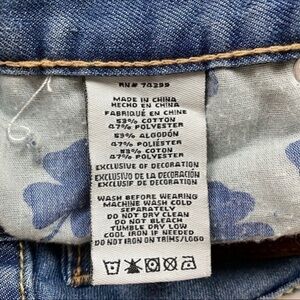 RN# 74299
MADE IN CHINA
HECHO EN CHINA
FABRIQUÉ EN CHINE
53% COTTON
47% POLYESTER
53% ALGODÓN
47% POLIÉSTER
53% COTON
47% POLYESTER
EXCLUSIVE OF DECORATION
EXCLUSIVO DE LA DECORACIÓN
EXCLUSIF DE DECORATION
WASH BEFORE WEARING
MACHINE WASH COLD
SEPARATELY
DO NOT DRY CLEAN
DO NOT BLEACH
TUMBLE DRY LOW
COOL IRON IF NEEDED
DO NOT IRON ON TRIMS/LOGO